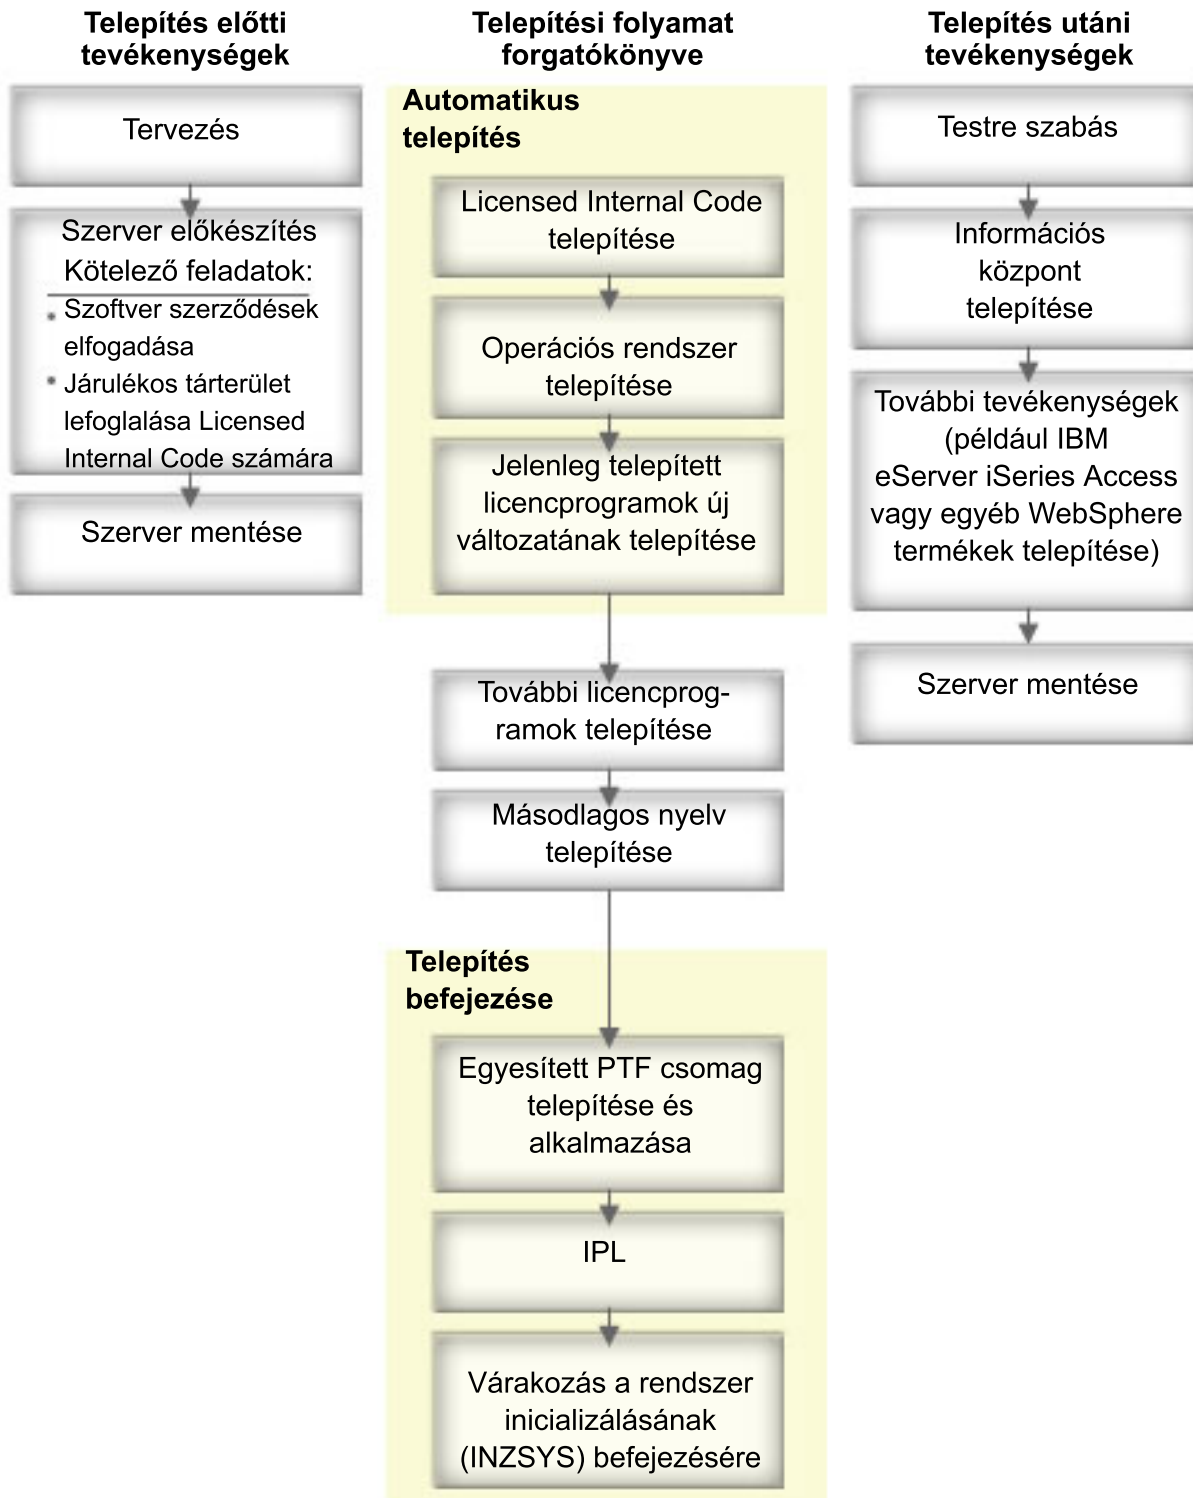 Telepítés előtti
tevékenységek
Tervezés
Szerver előkészítés
Kötelező feladatok:
• Szoftver szerződések
elfogadása
• Járulékos tárterület
lefoglalása Licensed
Internal Code számára
Szerver mentése
Telepítési folyamat
forgatókönyve
Automatikus
telepítés
Licensed Internal Code
telepítése
Operációs rendszer
telepítése
Jelenleg telepített
licencprogramok új
változatának telepítése
További licencprog-
ramok telepítése
Másodlagos nyelv
telepítése
Telepítés
befejezése
Egyesített PTF csomag
telepítése és
alkalmazása
IPL
Várakozás a rendszer
inicializálásának
(INZSYS) befejezésére
Telepítés utáni
tevékenységek
Testre szabás
Információs
központ
telepítése
További tevékenységek
(például IBM
eServer iSeries Access
vagy egyéb WebSphere
termékek telepítése)
Szerver mentése